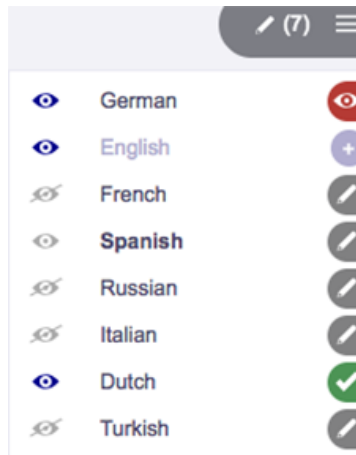 (7)
German
English
French
Spanish
Russian
Italian
Dutch
Turkish